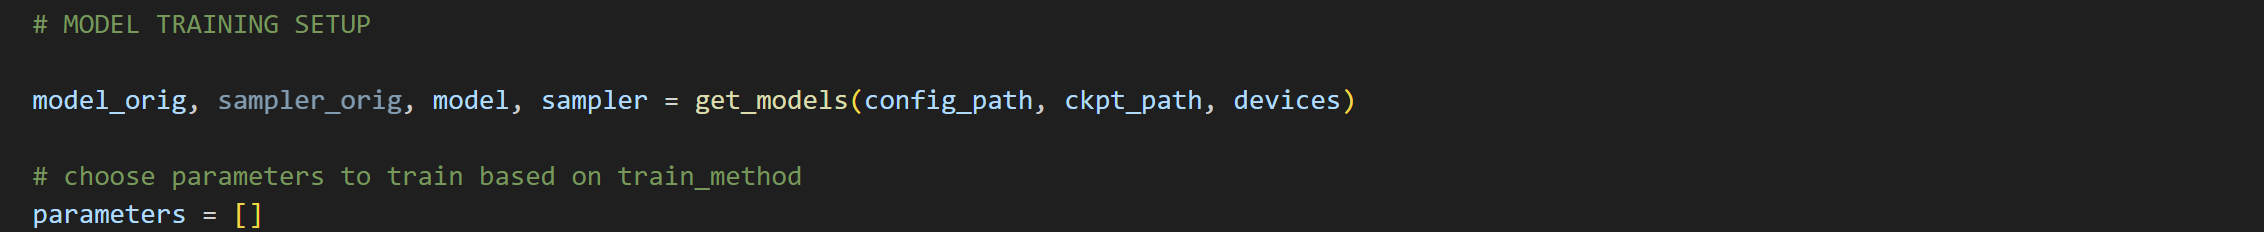 # MODEL TRAINING SETUP
model_orig, sampler_orig, model, sampler = get_models(config_path, ckpt_path, devices)
# choose parameters to train based on train_method
parameters = []